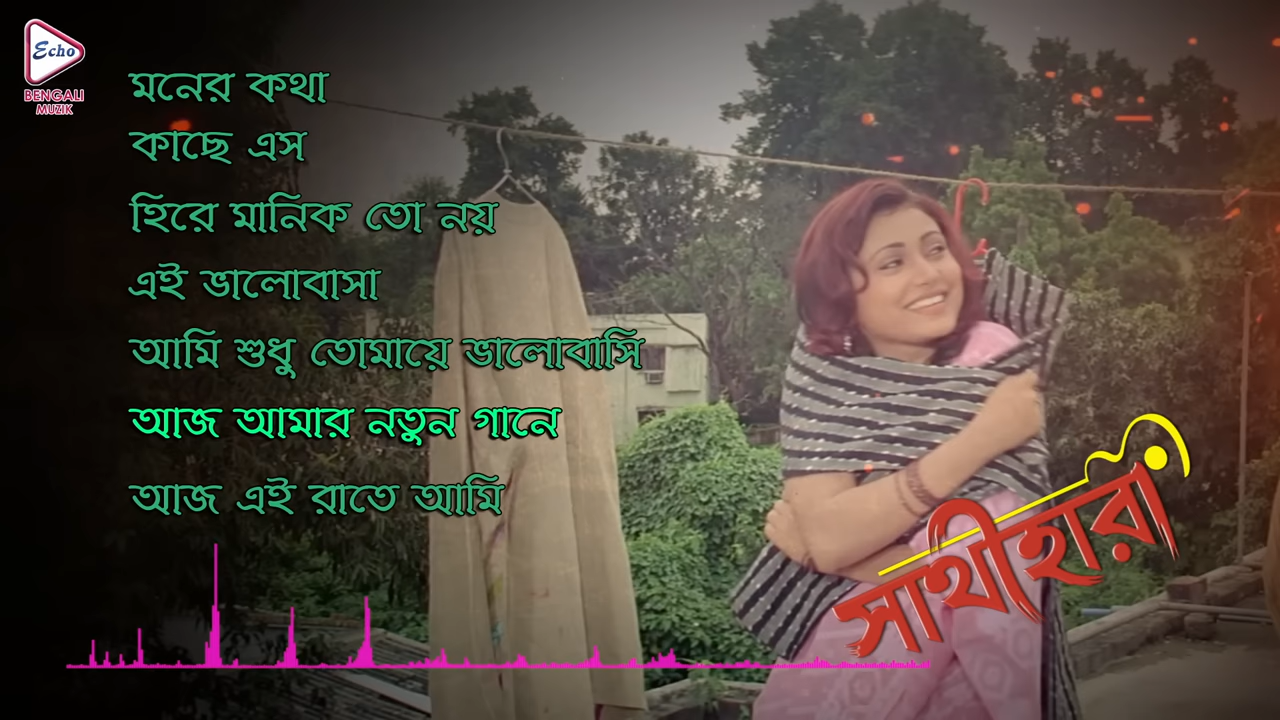 Echo
BENGALI
MUZIK
মনের কথা
কাছে এস
হিরে মানিক তো নয়
এই ভালোবাসা
আমি শুধু তোমায়ে ভালোবাসি
আজ আমার নতুন গানে
আজ এই রাতে আমি
সাথীহারা